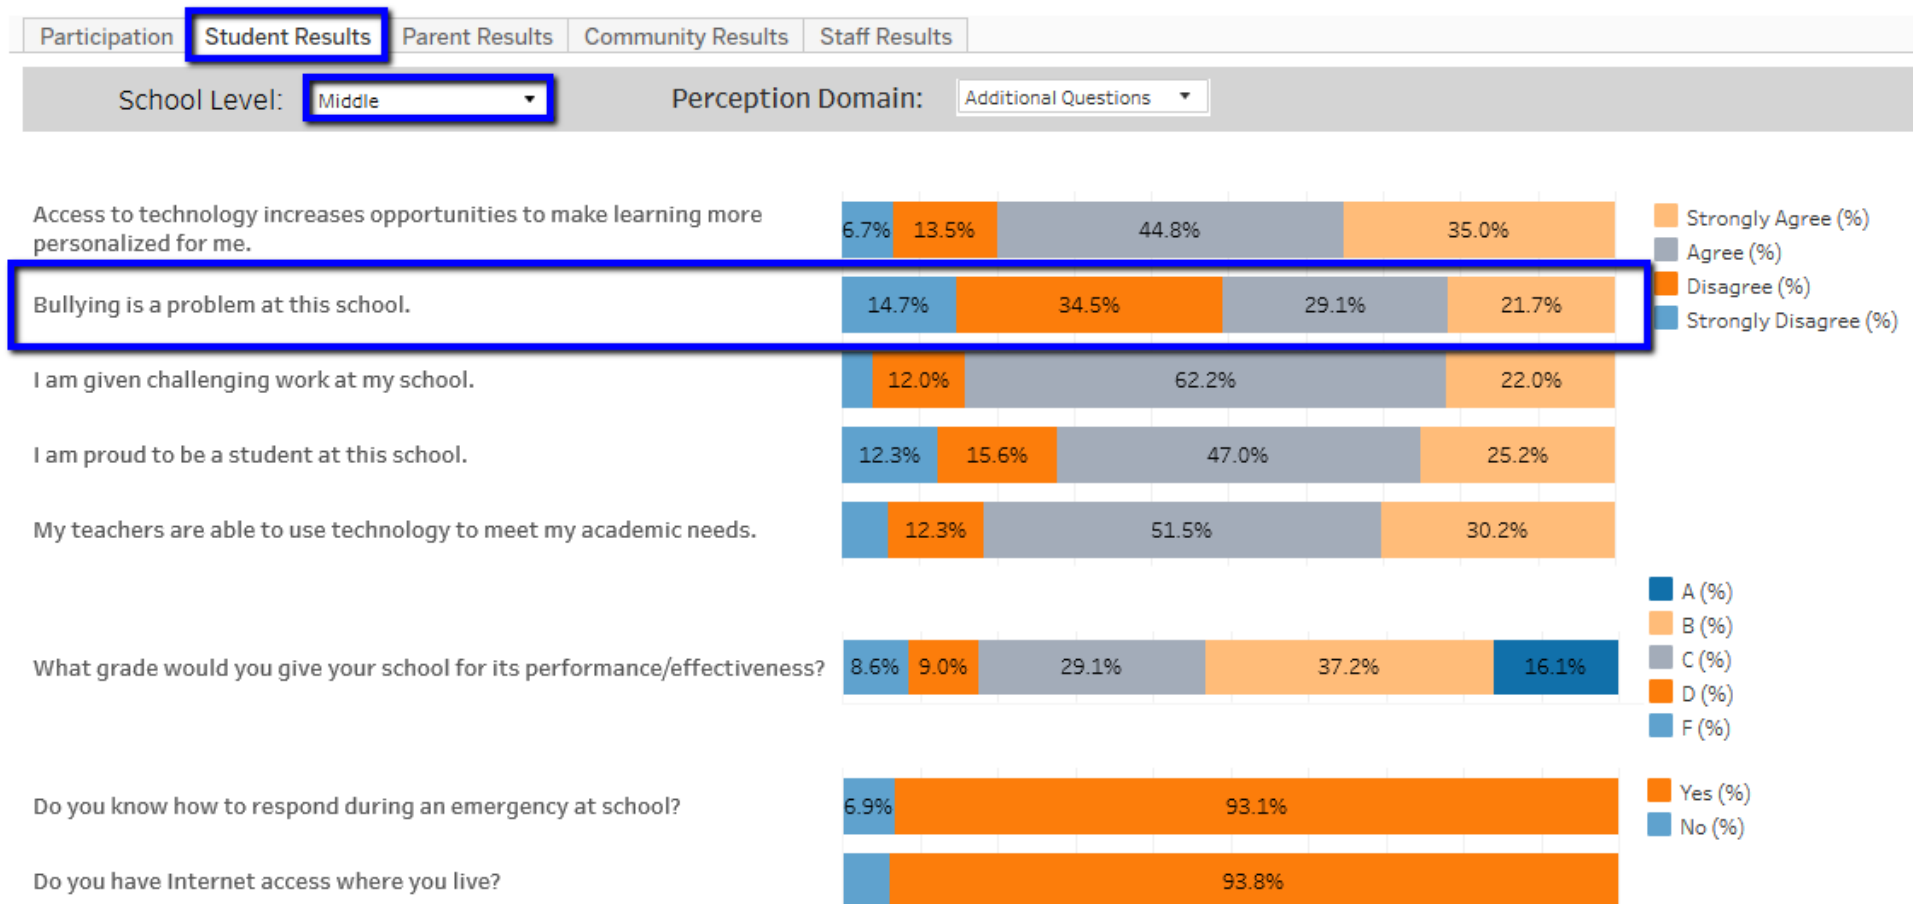 Participation Student Results Parent Results Community Results Staff Results
School Level: Middle Perception Domain: Additional Questions
Access to technology increases opportunities to make learning more
personalized for me.
6.7% 13.5% 44.8% 35.0%
Strongly Agree (%)
Agree (%)
Disagree (%)
Strongly Disagree (%)
Bullying is a problem at this school. 14.7% 34.5% 29.1% 21.7%
I am given challenging work at my school. 12.0% 62.2% 22.0%
I am proud to be a student at this school. 12.3% 15.6% 47.0% 25.2%
My teachers are able to use technology to meet my academic needs. 12.3% 51.5% 30.2%
What grade would you give your school for its performance/effectiveness? 8.6% 9.0% 29.1% 37.2% 16.1%
A (%)
B (%)
C (%)
D (%)
F (%)
Do you know how to respond during an emergency at school? 6.9% 93.1%
Yes (%)
No (%)
Do you have Internet access where you live? 93.8%